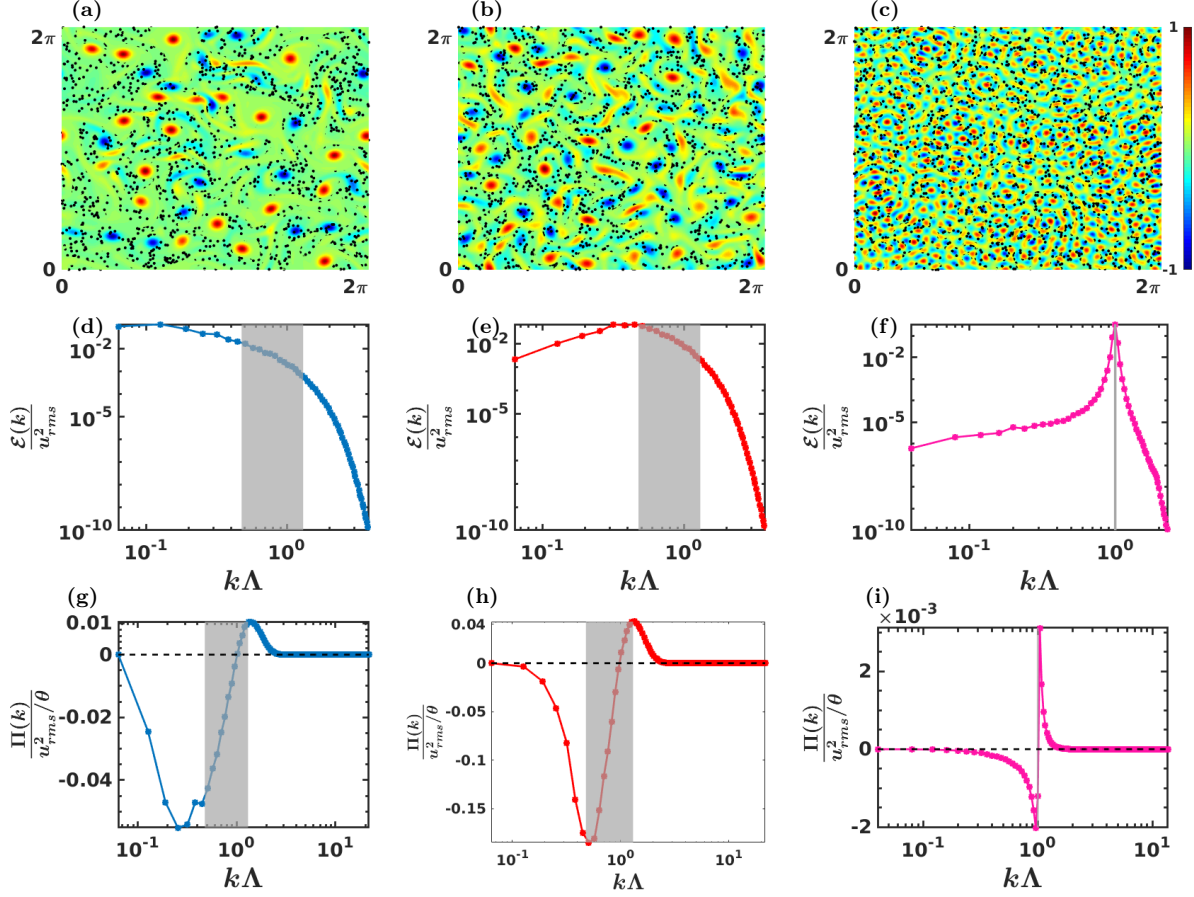 (a) (b) (c)
2π 2π 2π 1
0 0 0 -1
0 2π 0 2π 0 2π
(d) (e) (f)
10⁻² 10⁻² 10⁻²
10⁻⁵ 10⁻⁵ 10⁻⁵
10⁻¹⁰ 10⁻¹⁰ 10⁻¹⁰
ℰ(k)/u²ᵣₘₛ ℰ(k)/u²ᵣₘₛ ℰ(k)/u²ᵣₘₛ
10⁻¹ 10⁰ 10⁻¹ 10⁰ 10⁻¹ 10⁰
kΛ kΛ kΛ
(g) (h) (i)
×10⁻³
0.01 0.04
0 0 2
-0.02 -0.05 0
-0.04 -0.1 -2
-0.15
Π(k)/u²ᵣₘₛ/θ Π(k)/u²ᵣₘₛ/θ Π(k)/u²ᵣₘₛ/θ
10⁻¹ 10⁰ 10¹ 10⁻¹ 10⁰ 10¹ 10⁻¹ 10⁰ 10¹
kΛ kΛ kΛ